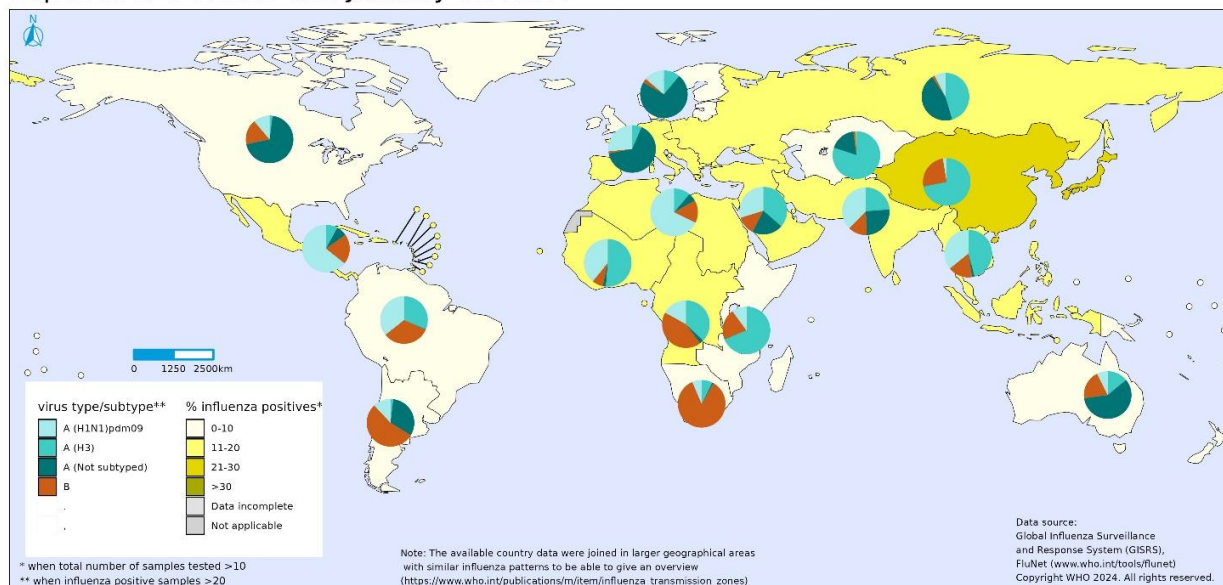 N
0 1250 2500km
virus type/subtype**
A (H1N1)pdm09
A (H3)
A (Not subtyped)
B
.
.
% influenza positives*
0-10
11-20
21-30
>30
Data incomplete
Not applicable
* when total number of samples tested >10
** when influenza positive samples >20
Note: The available country data were joined in larger geographical areas
with similar influenza patterns to be able to give an overview
(https://www.who.int/publications/m/item/influenza_transmission_zones)
Data source:
Global Influenza Surveillance
and Response System (GISRS),
FluNet (www.who.int/tools/flunet)
Copyright WHO 2024. All rights reserved